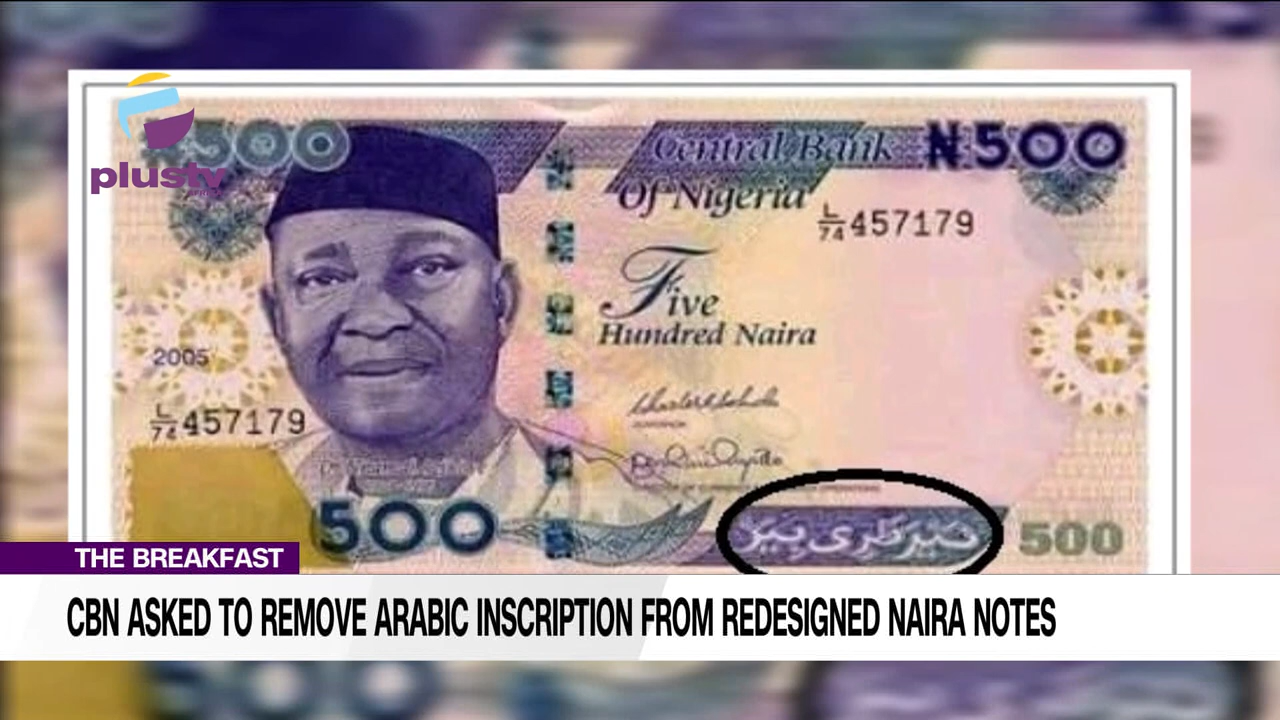 ₦500
plustv
Central Bank
₦500
Of Nigeria
L/74 457179
Five
Hundred Naira
2005
L/74 457179
500
500
THE BREAKFAST
CBN ASKED TO REMOVE ARABIC INSCRIPTION FROM REDESIGNED NAIRA NOTES